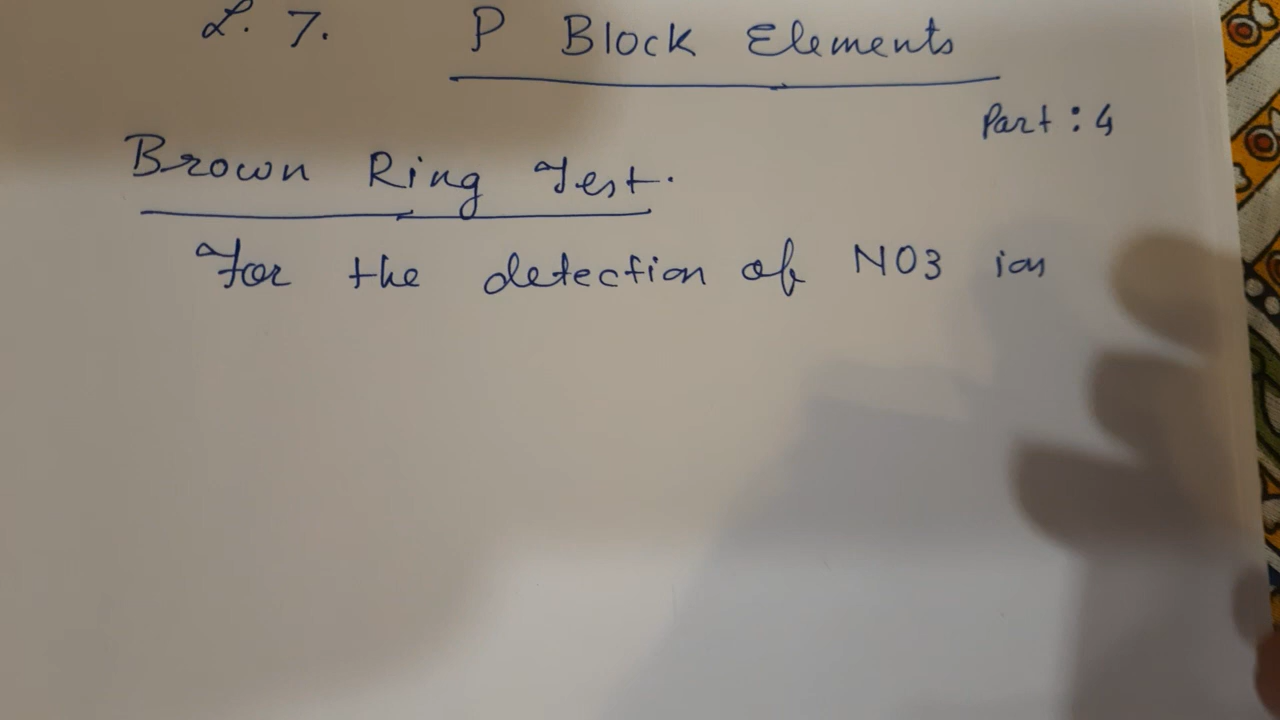 L. 7. P Block Elements
Part : 4
Brown Ring Test.
For the detection of NO3 ion